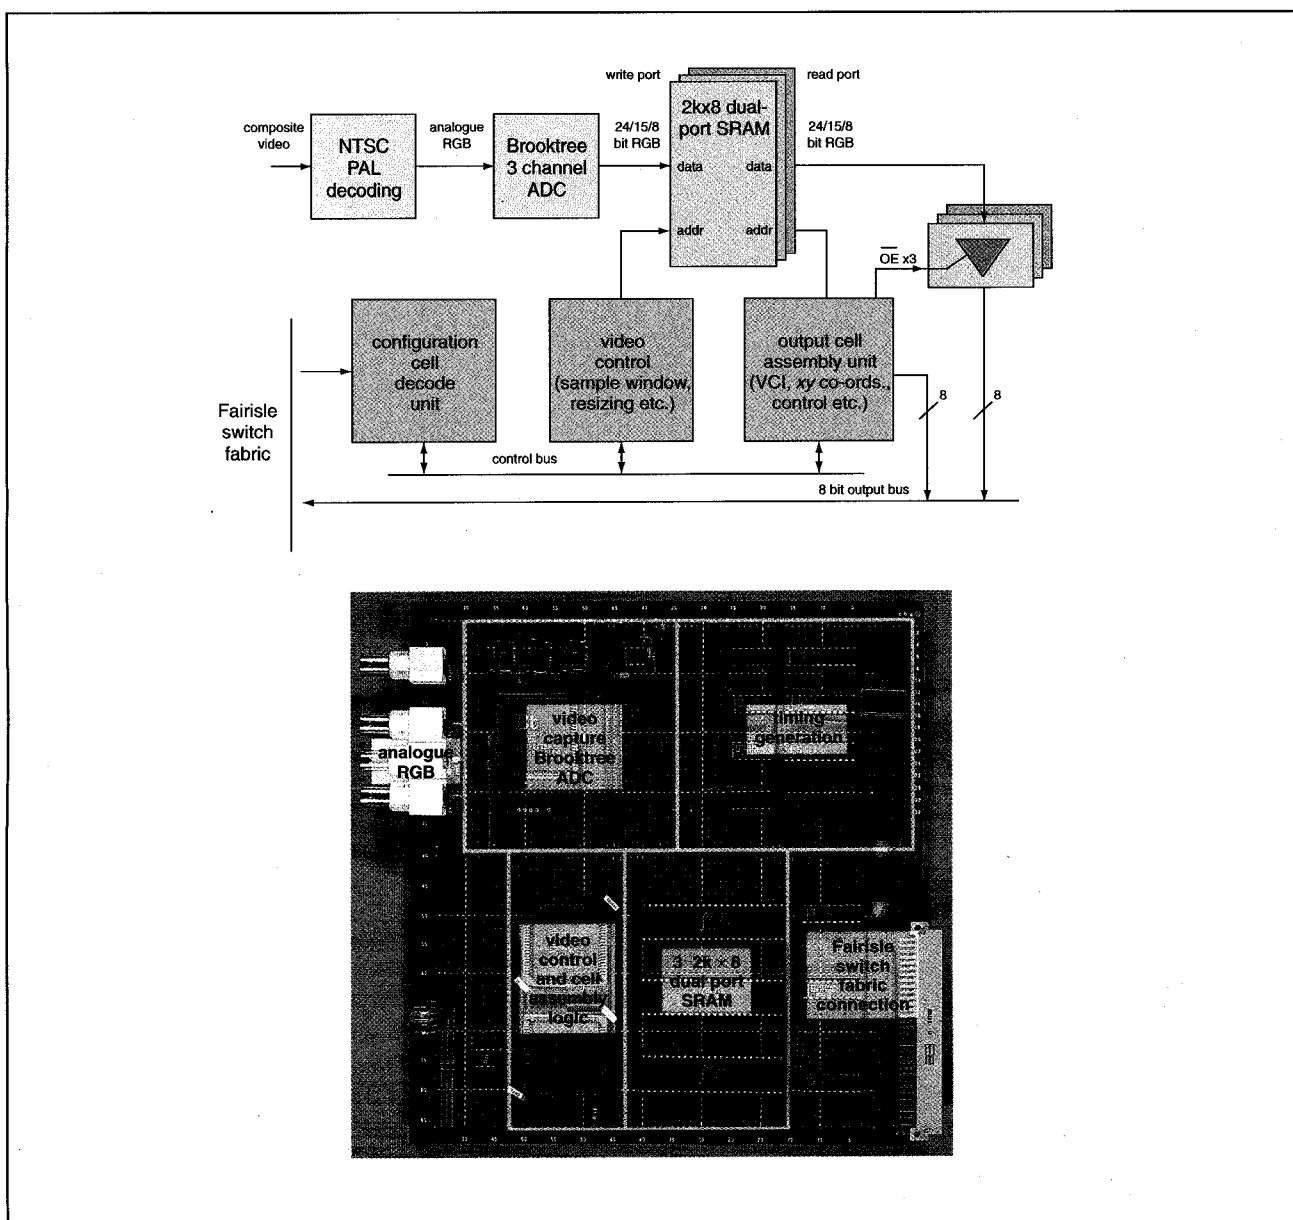 write port
read port
2kx8 dual-
port SRAM
composite
video
analogue
RGB
24/15/8
bit RGB
24/15/8
bit RGB
NTSC
PAL
decoding
Brooktree
3 channel
ADC
data
data
addr
addr
OE x3
configuration
cell
decode
unit
video
control
(sample window,
resizing etc.)
output cell
assembly unit
(VCI, xy co-ords.,
control etc.)
8
8
Fairisle
switch
fabric
control bus
8 bit output bus
video
capture
Brooktree
ADC
timing
generation
analogue
RGB
video
control
and cell
assembly
logic
3 2k × 8
dual port
SRAM
Fairisle
switch
fabric
connection